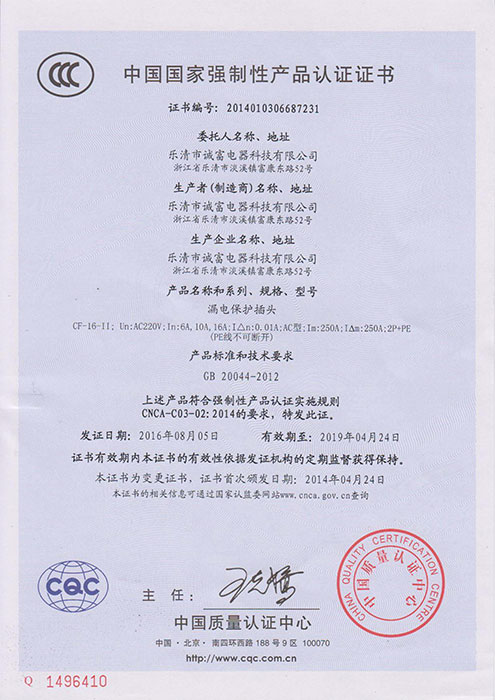 CCC
中国国家强制性产品认证证书
证书编号: 2014010306687231
委托人名称、地址
乐清市诚富电器科技有限公司
浙江省乐清市淡溪镇富康东路52号
生产者(制造商)名称、地址
乐清市诚富电器科技有限公司
浙江省乐清市淡溪镇富康东路52号
生产企业名称、地址
乐清市诚富电器科技有限公司
浙江省乐清市淡溪镇富康东路52号
产品名称和系列、规格、型号
漏电保护插头
CF-16-II; Un:AC220V;In:6A,10A,16A;I△n:0.01A;AC型;Im:250A;I△m:250A;2P+PE
(PE线不可断开)
产品标准和技术要求
GB 20044-2012
上述产品符合强制性产品认证实施规则
CNCA-C03-02:2014的要求，特发此证。
发证日期: 2016年08月05日 有效期至: 2019年04月24日
证书有效期内本证书的有效性依据发证机构的定期监督获得保持。
本证书为变更证书，证书首次颁发日期: 2014年04月24日
本证书的相关信息可通过国家认监委网站www.cnca.gov.cn查询
CQC
主任:
CHINA QUALITY CERTIFICATION CENTRE
中国质量认证中心
中国质量认证中心
中国·北京·南四环西路188号9区 100070
http://www.cqc.com.cn
Q 1496410